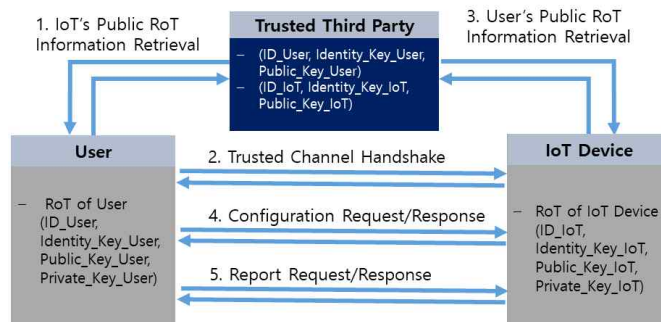 1. IoT's Public RoT
Information Retrieval
Trusted Third Party
– (ID_User, Identity_Key_User,
Public_Key_User)
– (ID_IoT, Identity_Key_IoT,
Public_Key_IoT)
3. User's Public RoT
Information Retrieval
User
– RoT of User
(ID_User,
Identity_Key_User,
Public_Key_User,
Private_Key_User)
2. Trusted Channel Handshake
4. Configuration Request/Response
5. Report Request/Response
IoT Device
– RoT of IoT Device
(ID_IoT,
Identity_Key_IoT,
Public_Key_IoT,
Private_Key_IoT)